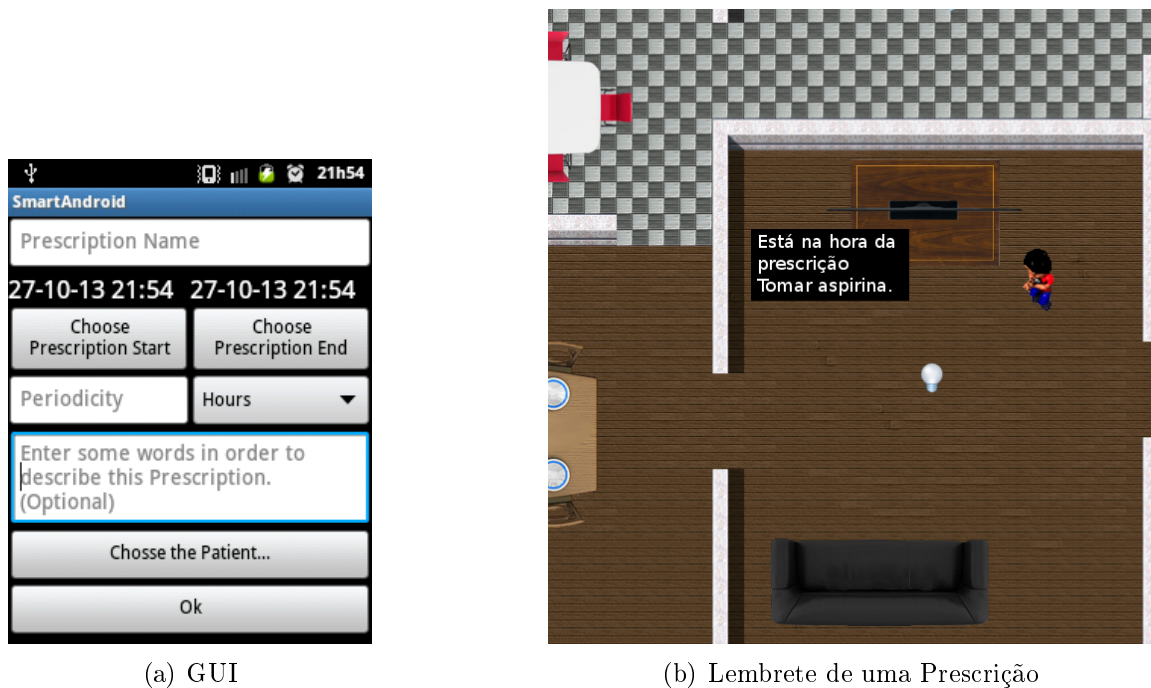 21h54
SmartAndroid
Prescription Name
27-10-13 21:54 27-10-13 21:54
Choose
Prescription Start
Choose
Prescription End
Periodicity
Hours
Enter some words in order to
describe this Prescription.
(Optional)
Chosse the Patient...
Ok
(a) GUI
Está na hora da
prescrição
Tomar aspirina.
(b) Lembrete de uma Prescrição